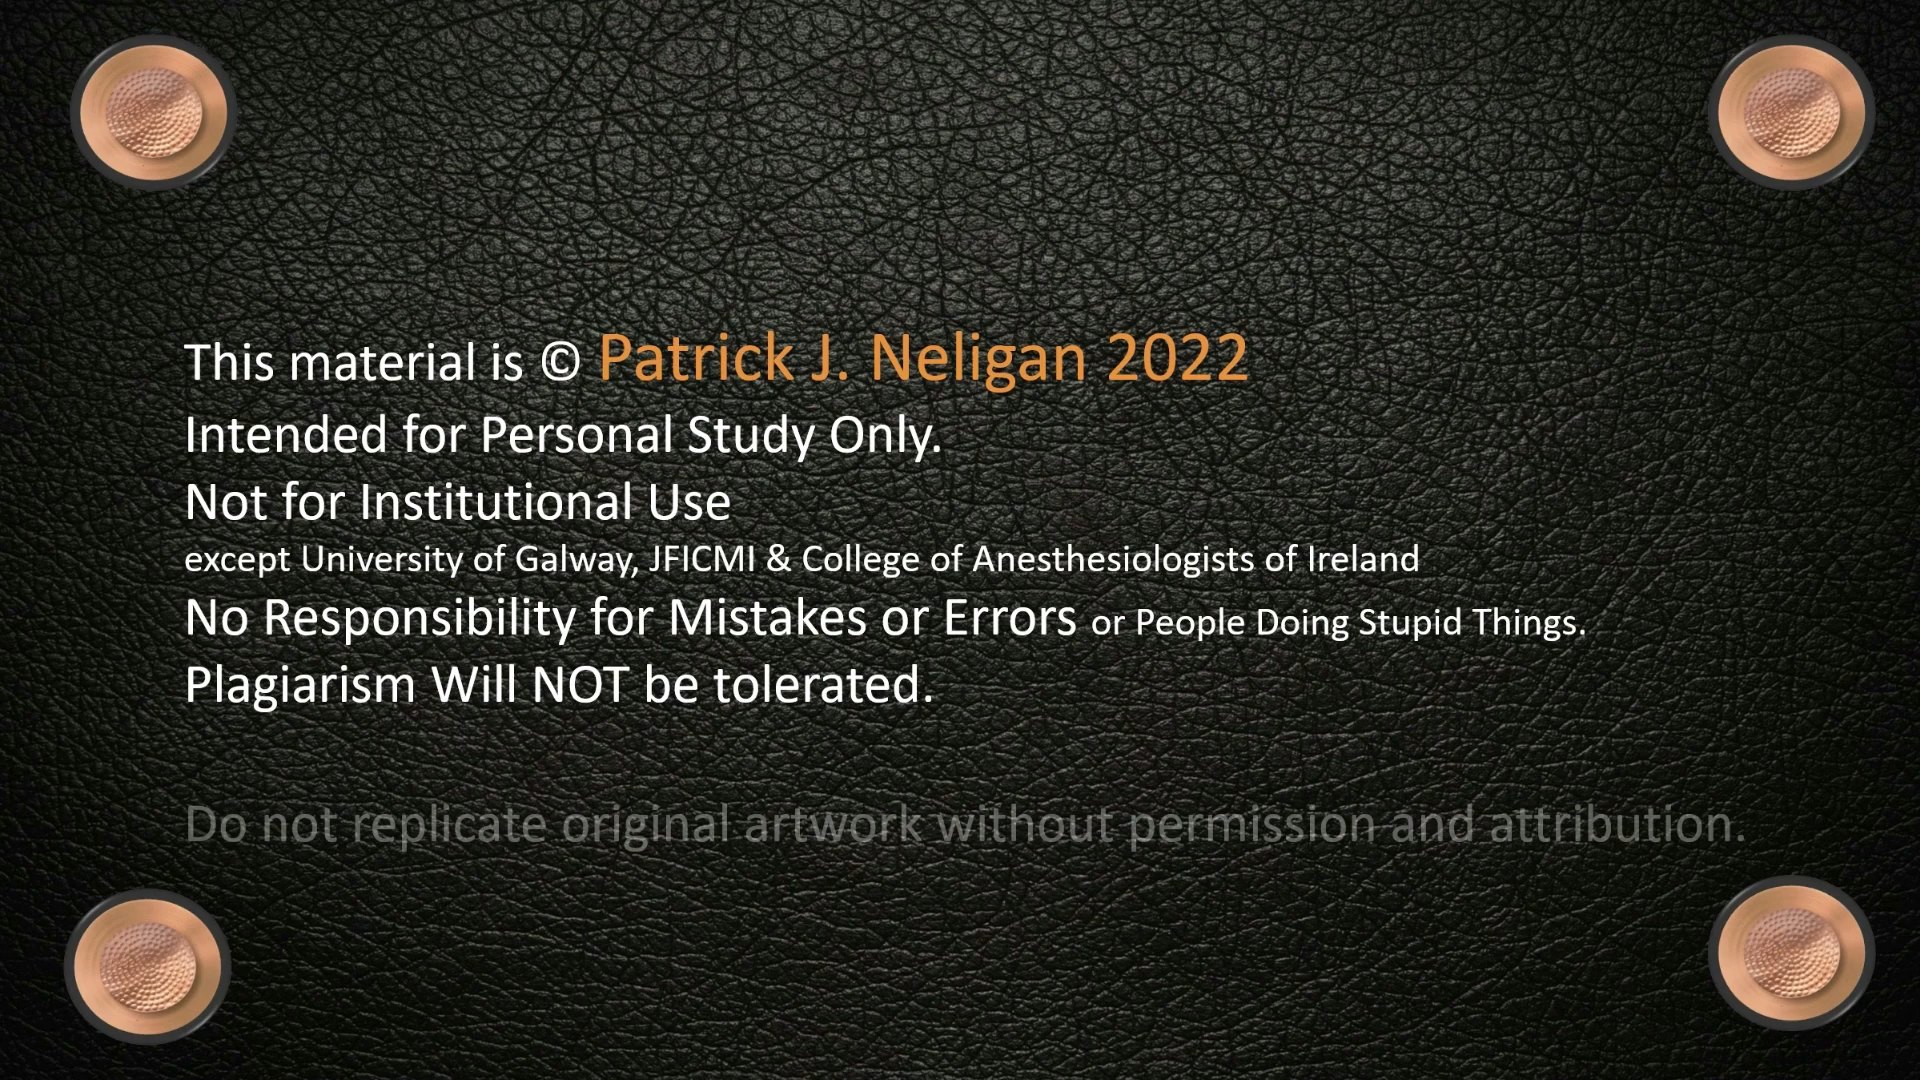 This material is © Patrick J. Neligan 2022
Intended for Personal Study Only.
Not for Institutional Use
except University of Galway, JFICMI & College of Anesthesiologists of Ireland
No Responsibility for Mistakes or Errors or People Doing Stupid Things.
Plagiarism Will NOT be tolerated.
Do not replicate original artwork without permission and attribution.